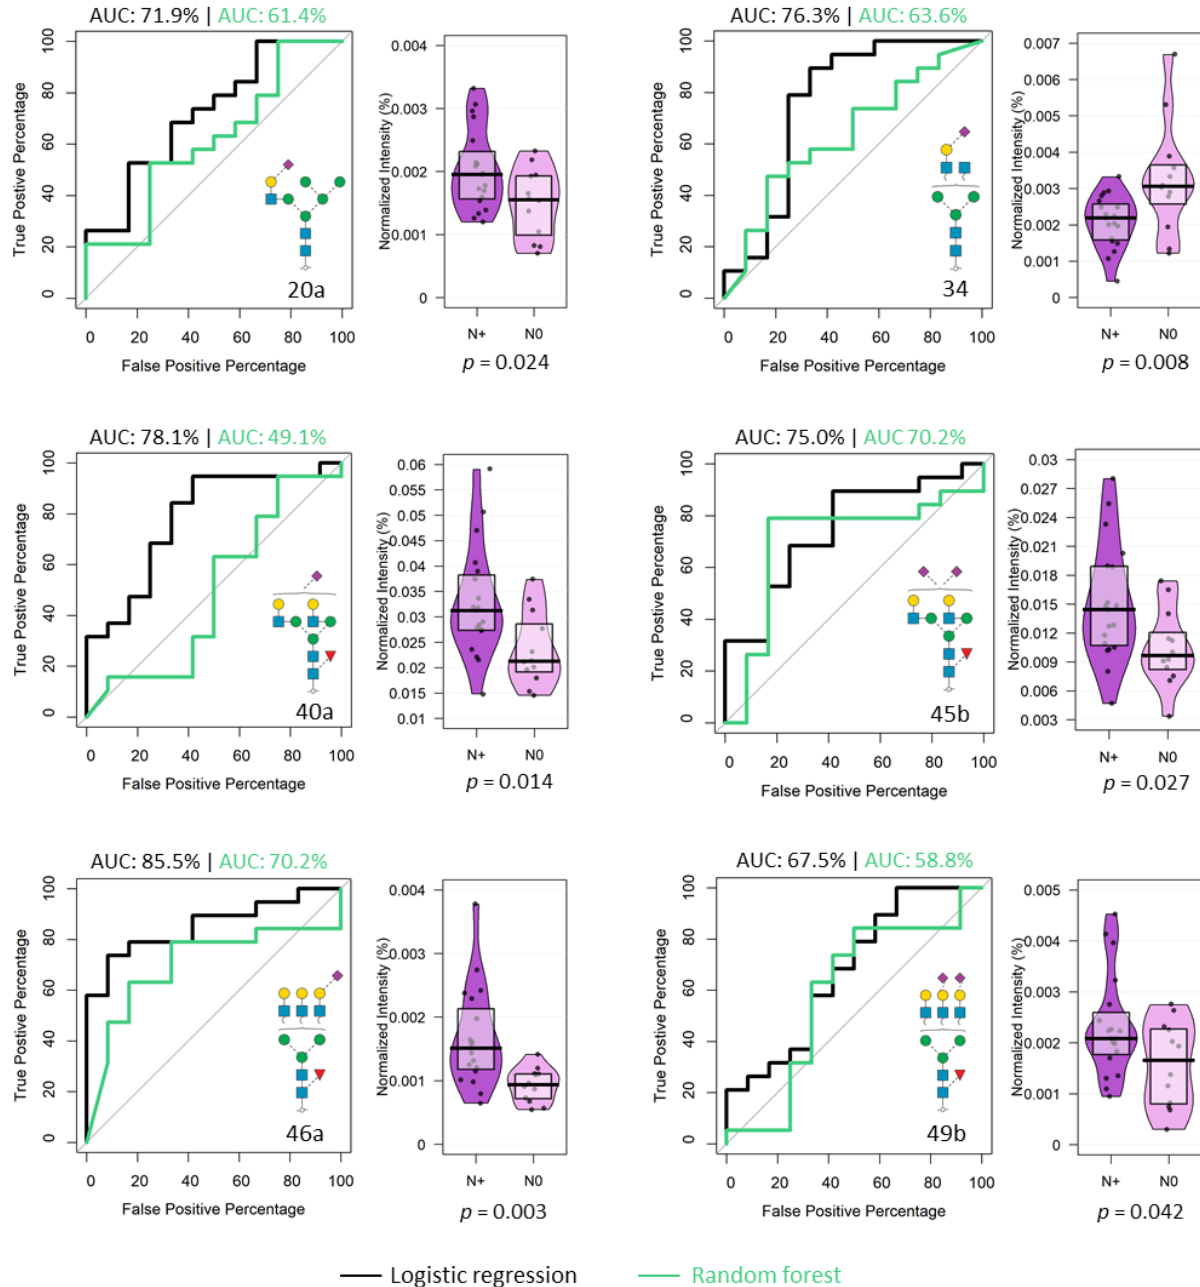 AUC: 71.9% | AUC: 61.4%
True Postive Percentage
100
80
60
40
20
0
20a
0 20 40 60 80 100
False Positive Percentage
Normalized Intensity (%)
0.004
0.003
0.002
0.001
0
N+ N0
p = 0.024
AUC: 76.3% | AUC: 63.6%
True Postive Percentage
100
80
60
40
20
0
34
0 20 40 60 80 100
False Positive Percentage
Normalized Intensity (%)
0.007
0.006
0.005
0.004
0.003
0.002
0.001
0
N+ N0
p = 0.008
AUC: 78.1% | AUC: 49.1%
True Postive Percentage
100
80
60
40
20
0
40a
0 20 40 60 80 100
False Positive Percentage
Normalized Intensity (%)
0.06
0.055
0.05
0.045
0.04
0.035
0.03
0.025
0.02
0.015
0.01
N+ N0
p = 0.014
AUC: 75.0% | AUC 70.2%
True Postive Percentage
100
80
60
40
20
0
45b
0 20 40 60 80 100
False Positive Percentage
Normalized Intensity (%)
0.03
0.027
0.024
0.021
0.018
0.015
0.012
0.009
0.006
0.003
N+ N0
p = 0.027
AUC: 85.5% | AUC: 70.2%
True Postive Percentage
100
80
60
40
20
0
46a
0 20 40 60 80 100
False Positive Percentage
Normalized Intensity (%)
0.004
0.003
0.002
0.001
0
N+ N0
p = 0.003
AUC: 67.5% | AUC: 58.8%
True Postive Percentage
100
80
60
40
20
0
49b
0 20 40 60 80 100
False Positive Percentage
Normalized Intensity (%)
0.005
0.004
0.003
0.002
0.001
0
N+ N0
p = 0.042
Logistic regression
Random forest